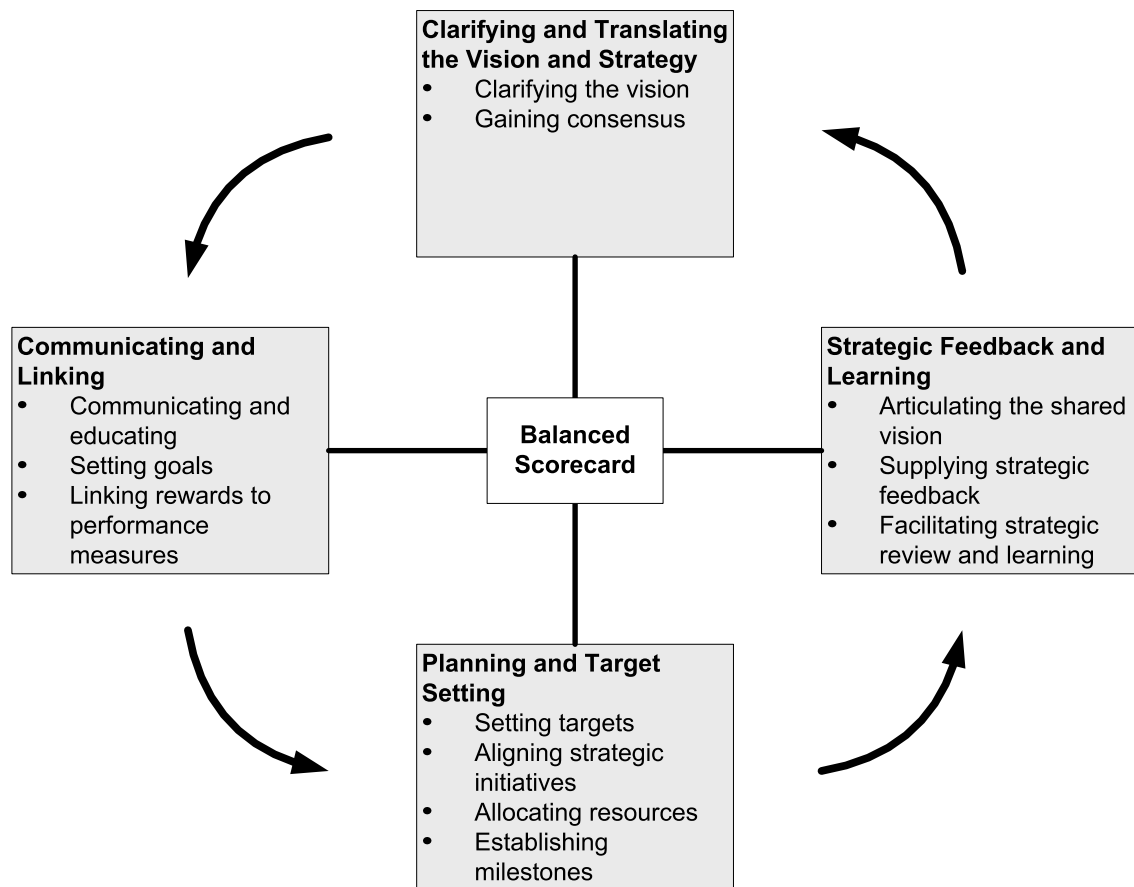 Clarifying and Translating
the Vision and Strategy
• Clarifying the vision
• Gaining consensus
Communicating and
Linking
• Communicating and
educating
• Setting goals
• Linking rewards to
performance
measures
Balanced
Scorecard
Strategic Feedback and
Learning
• Articulating the shared
vision
• Supplying strategic
feedback
• Facilitating strategic
review and learning
Planning and Target
Setting
• Setting targets
• Aligning strategic
initiatives
• Allocating resources
• Establishing
milestones